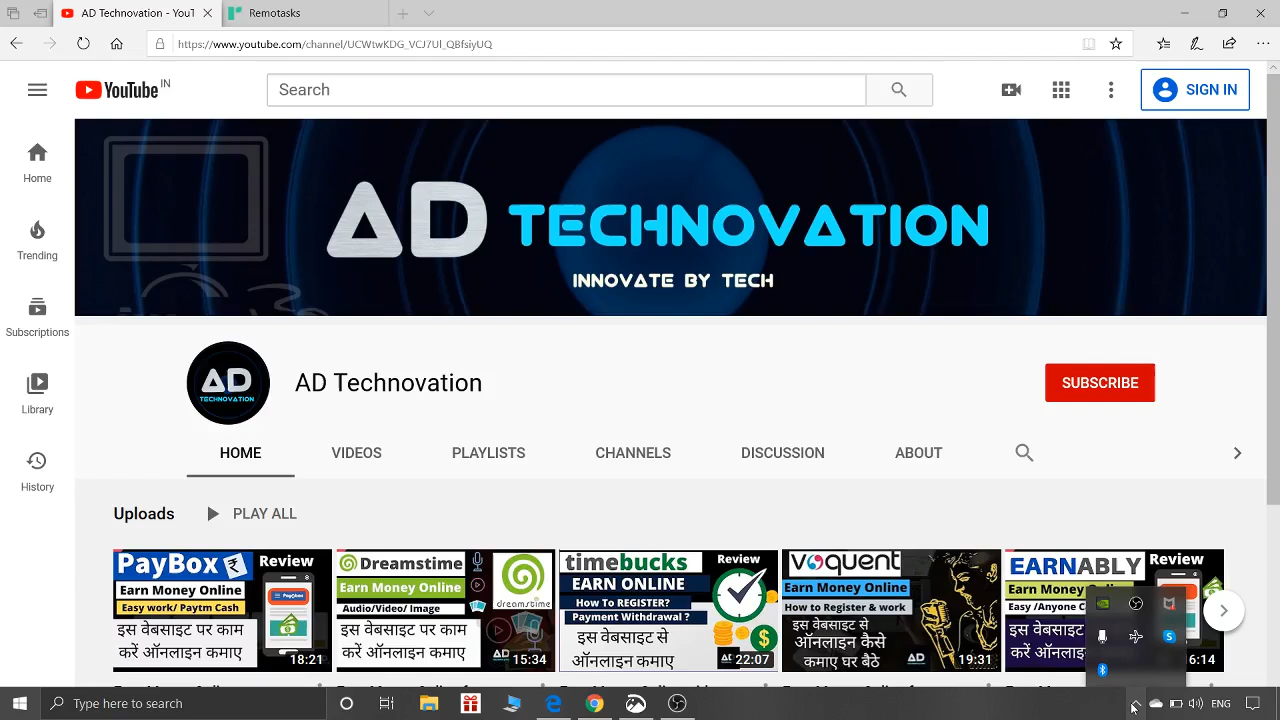 AD Technovation - YouT
Remotasks
https://www.youtube.com/channel/UCWtwKDG_VCJ7Ul_QBfsiyUQ
YouTube IN
Search
SIGN IN
Home
Trending
Subscriptions
Library
History
AD TECHNOVATION
INNOVATE BY TECH
AD
TECHNOVATION
AD Technovation
SUBSCRIBE
HOME
VIDEOS
PLAYLISTS
CHANNELS
DISCUSSION
ABOUT
Uploads
PLAY ALL
PayBox ₹ Review
Earn Money Online
Easy work/ Paytm Cash
इस वेबसाइट पर काम
करें ऑनलाइन कमाए
18:21
Dreamstime
EARN MONEY ONLINE
Audio/Video/ Image
dreamstime
इस वेबसाइट पर काम
करें ऑनलाइन कमाए
15:34
timebucks Review
EARN ONLINE
How To REGISTER?
Payment Withdrawal ?
इस वेबसाइट से
ऑनलाइन कमाए
AD
22:07
voquent
Earn Money Online
How to Register & work
इस वेबसाइट से
ऑनलाइन कैसे
कमाए घर बैठे
AD
19:31
EARNABLY Review
Earn Money Online
Easy /Anyone
16:14
Type here to search
ENG